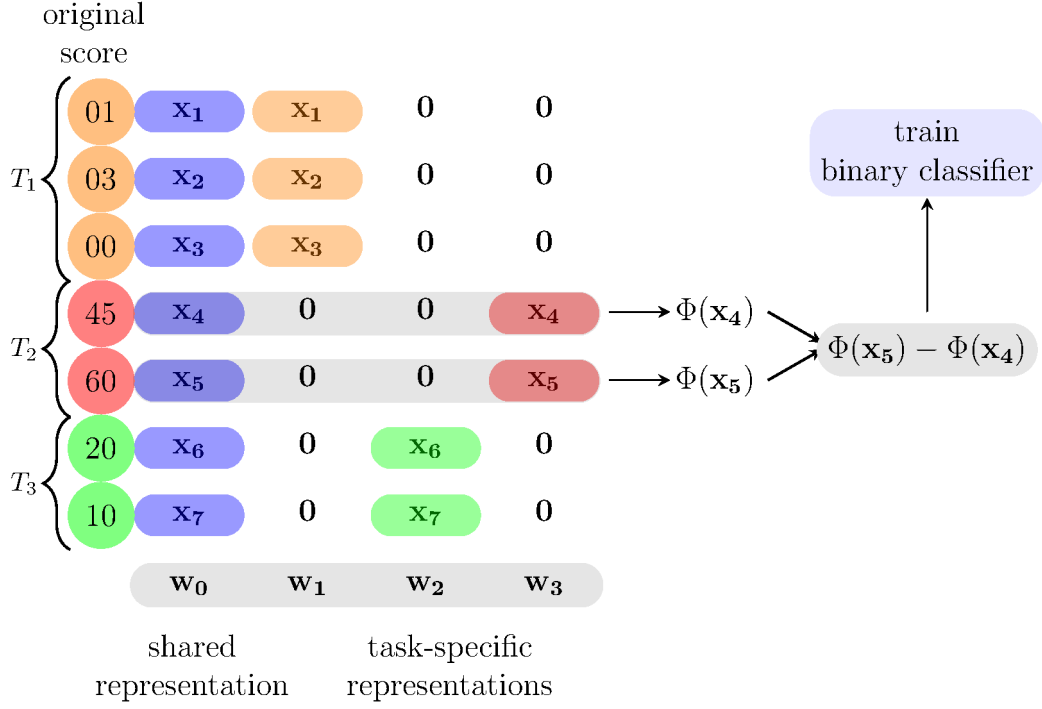 original
score
T₁
01 x₁ x₁ 0 0
03 x₂ x₂ 0 0
00 x₃ x₃ 0 0
T₂
45 x₄ 0 0 x₄ Φ(x₄)
60 x₅ 0 0 x₅ Φ(x₅)
T₃
20 x₆ 0 x₆ 0
10 x₇ 0 x₇ 0
w₀ w₁ w₂ w₃
shared
representation
task-specific
representations
Φ(x₅) − Φ(x₄)
train
binary classifier